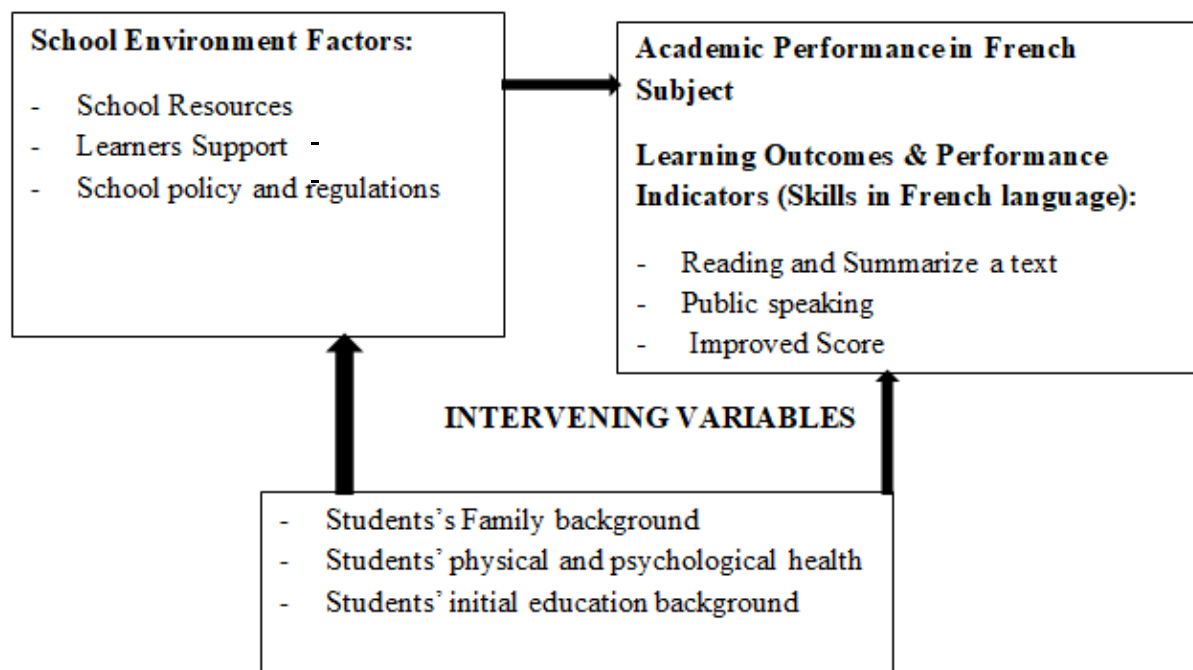 School Environment Factors:
- School Resources
- Learners Support -
- School policy and regulations
Academic Performance in French
Subject
Learning Outcomes & Performance
Indicators (Skills in French language):
- Reading and Summarize a text
- Public speaking
- Improved Score
INTERVENING VARIABLES
- Students’s Family background
- Students’ physical and psychological health
- Students’ initial education background